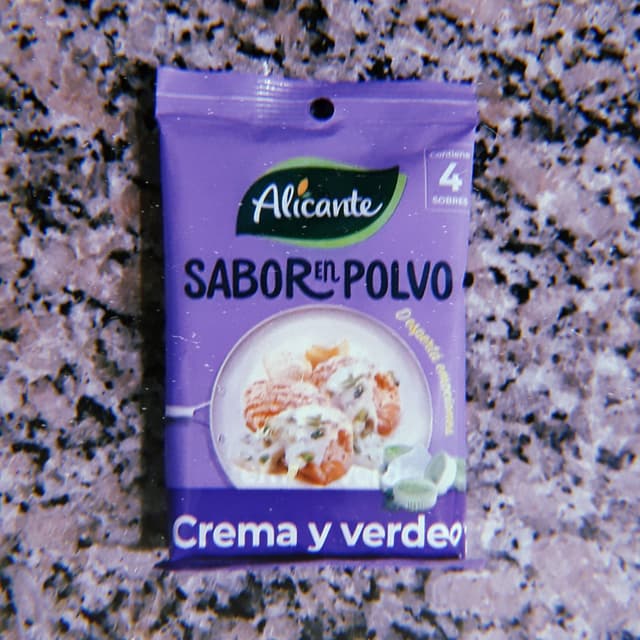 Contiene
4
SOBRES
Alicante
SABOR en POLVO
Crema y verdeo